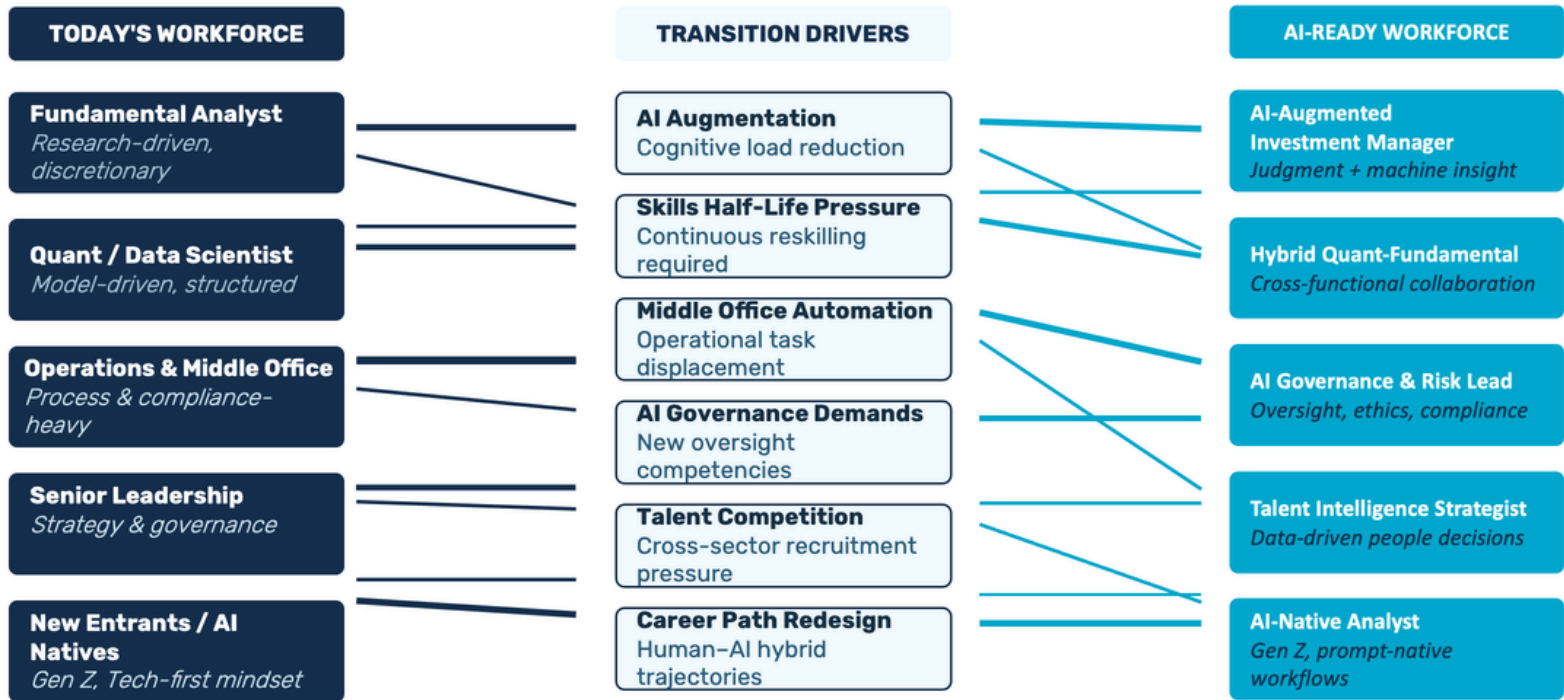 TODAY'S WORKFORCE
Fundamental Analyst
Research-driven,
discretionary
Quant / Data Scientist
Model-driven, structured
Operations & Middle Office
Process & compliance-
heavy
Senior Leadership
Strategy & governance
New Entrants / AI
Natives
Gen Z, Tech-first mindset
TRANSITION DRIVERS
AI Augmentation
Cognitive load reduction
Skills Half-Life Pressure
Continuous reskilling
required
Middle Office Automation
Operational task
displacement
AI Governance Demands
New oversight
competencies
Talent Competition
Cross-sector recruitment
pressure
Career Path Redesign
Human–AI hybrid
trajectories
AI-READY WORKFORCE
AI-Augmented
Investment Manager
Judgment + machine insight
Hybrid Quant-Fundamental
Cross-functional collaboration
AI Governance & Risk Lead
Oversight, ethics, compliance
Talent Intelligence Strategist
Data-driven people decisions
AI-Native Analyst
Gen Z, prompt-native
workflows